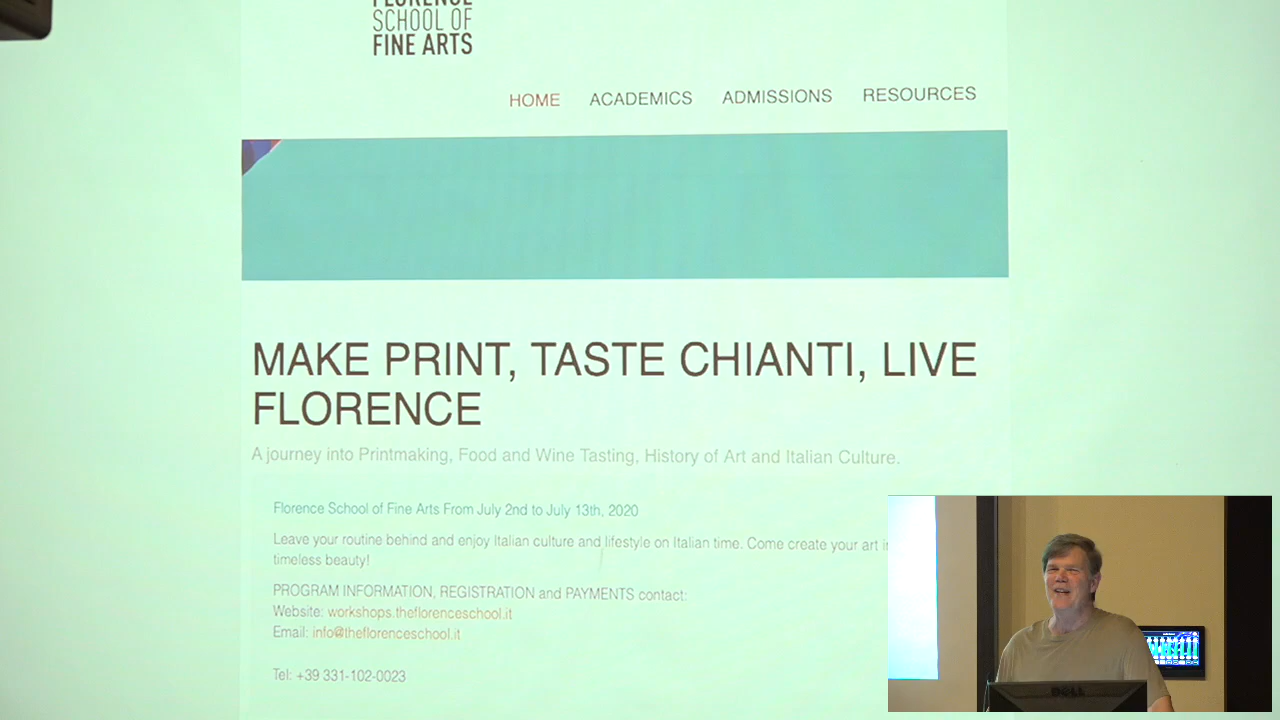 FLORENCE
SCHOOL OF
FINE ARTS
HOME ACADEMICS ADMISSIONS RESOURCES
MAKE PRINT, TASTE CHIANTI, LIVE
FLORENCE
A journey into Printmaking, Food and Wine Tasting, History of Art and Italian Culture.
Florence School of Fine Arts From July 2nd to July 13th, 2020
Leave your routine behind and enjoy Italian culture and lifestyle on Italian time. Come create your art
timeless beauty!
PROGRAM INFORMATION, REGISTRATION and PAYMENTS contact:
Website: workshops.theflorenceschool.it
Email: info@theflorenceschool.it
Tel: +39 331-102-0023
DELL